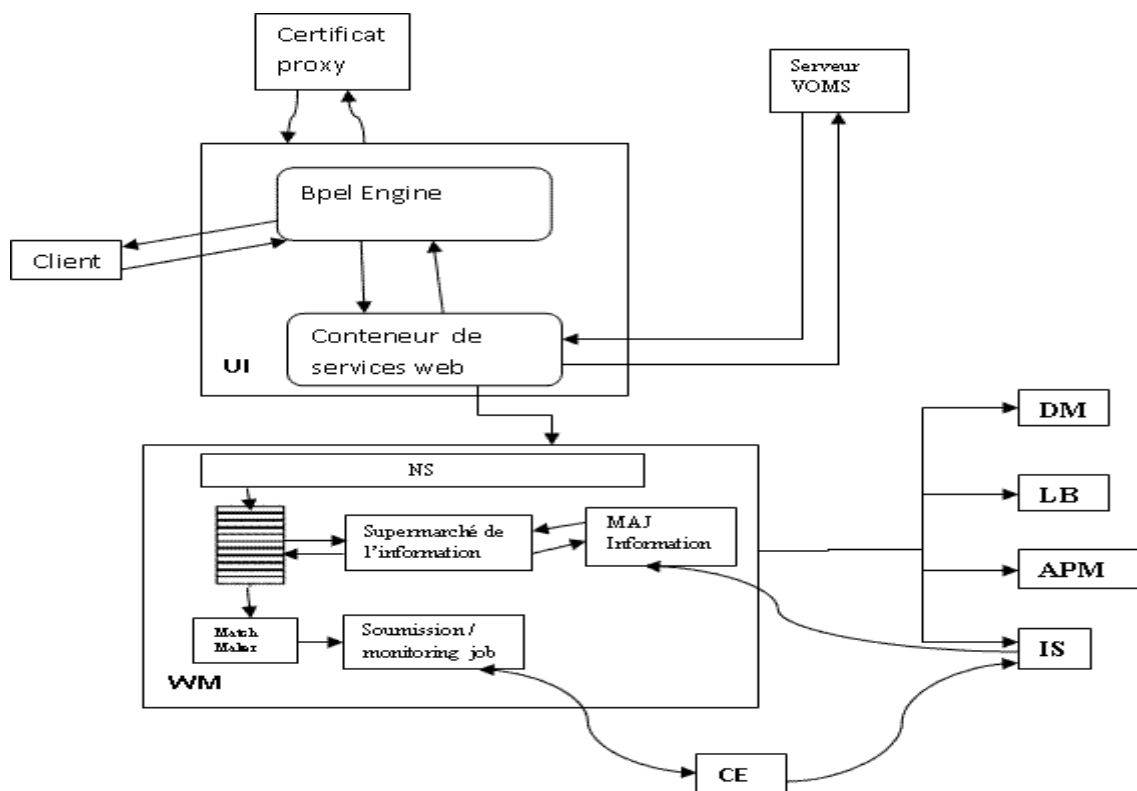 Certificat
proxy
Serveur
VOMS
Bpel Engine
Client
Conteneur de
services web
UI
DM
NS
LB
Supermarché de
l'information
MAJ
Information
APM
Match
Maker
Soumission /
monitoring job
IS
WM
CE